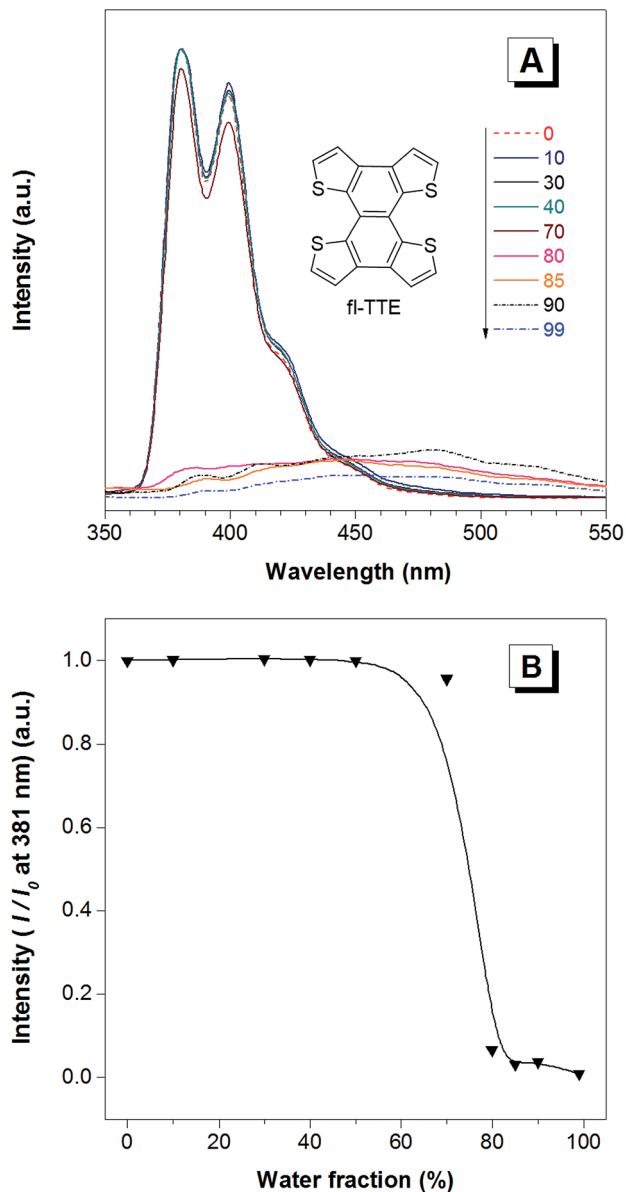 A
Intensity (a.u.)
0
10
30
40
70
80
85
90
99
S
S
S
S
fl-TTE
350
400
450
500
550
Wavelength (nm)
B
Intensity ( I / I0 at 381 nm) (a.u.)
1.0
0.8
0.6
0.4
0.2
0.0
0
20
40
60
80
100
Water fraction (%)